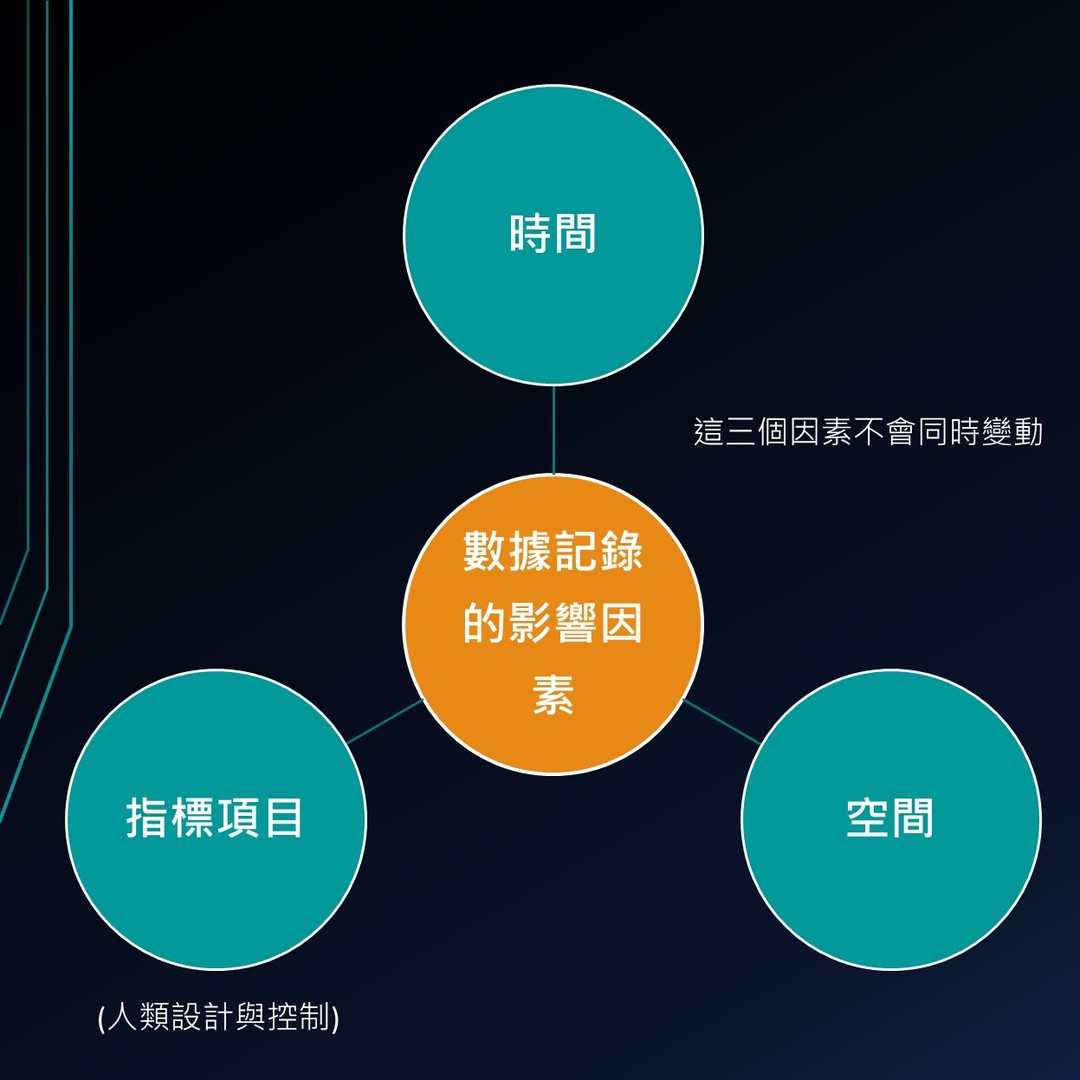 時間
這三個因素不會同時變動
數據記錄
的影響因
素
指標項目
空間
(人類設計與控制)